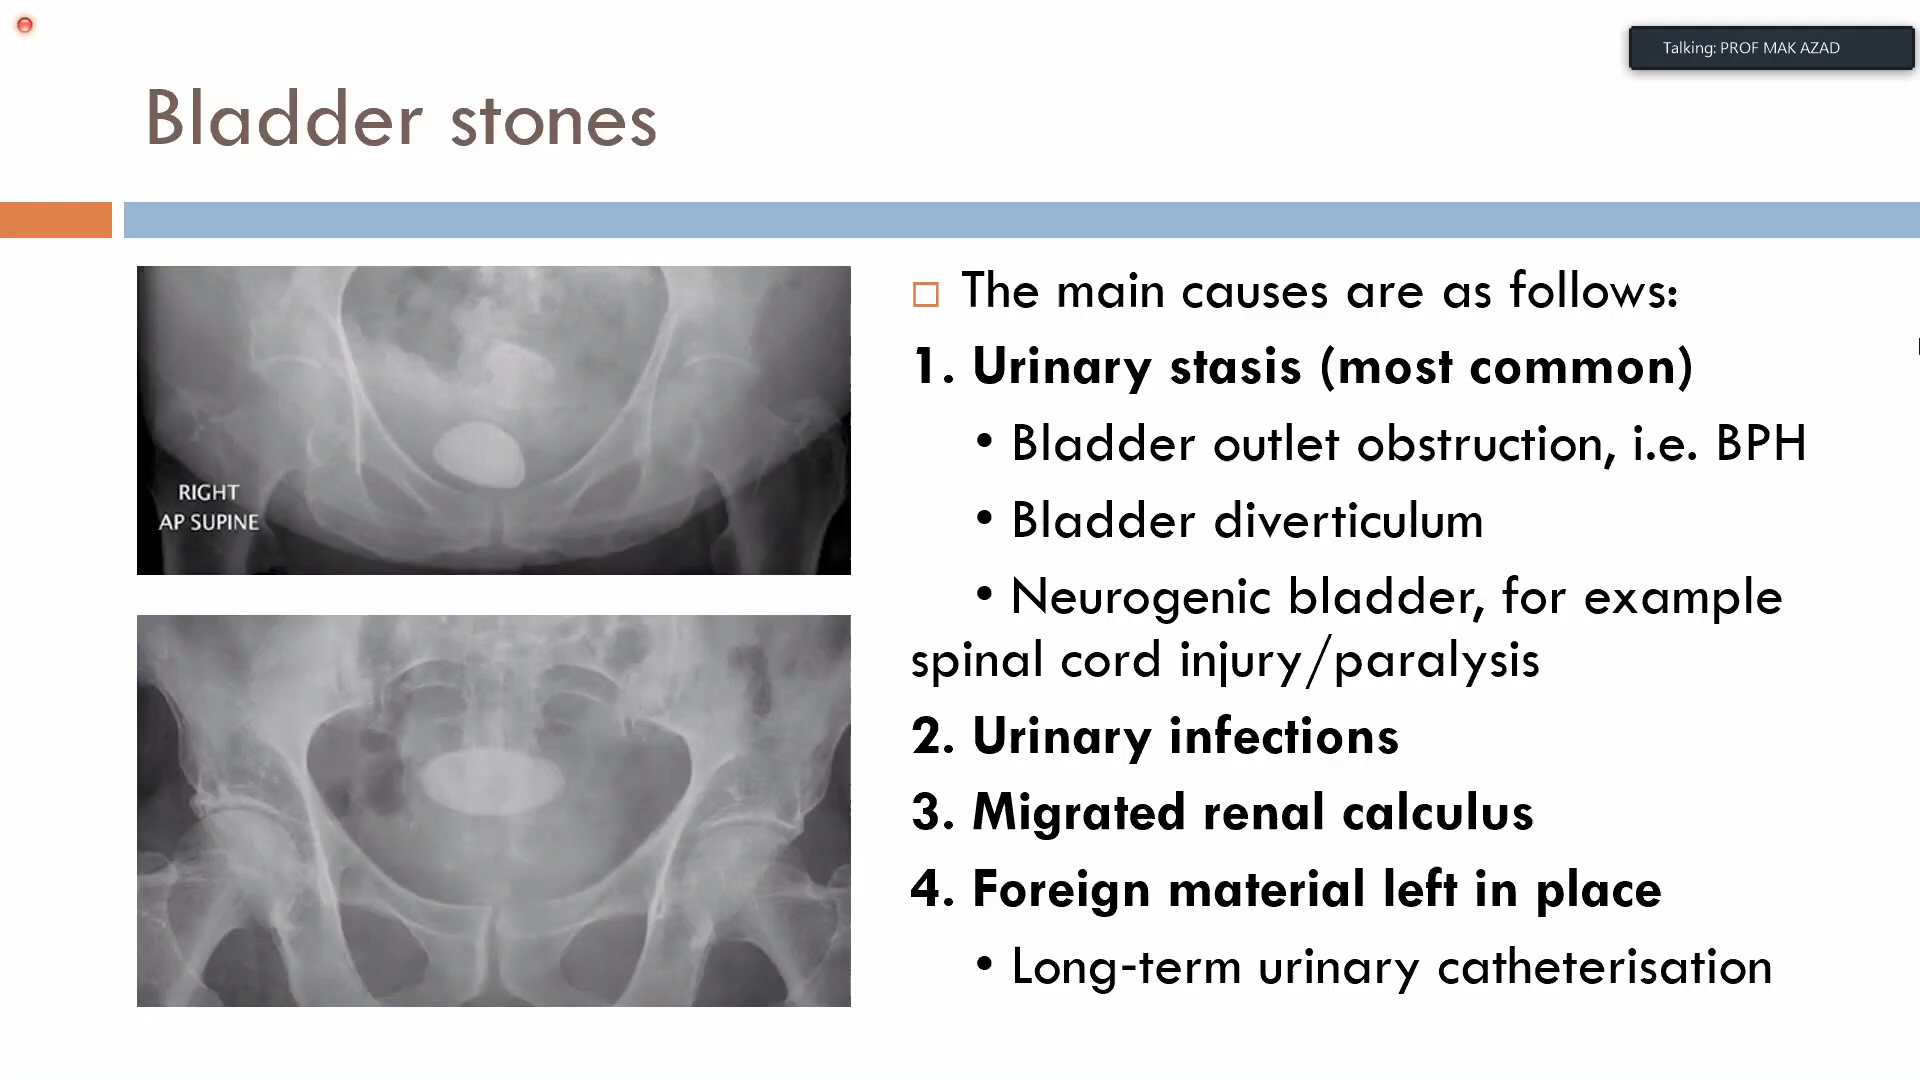 Talking: PROF MAK AZAD
Bladder stones
RIGHT
AP SUPINE
The main causes are as follows:
1. Urinary stasis (most common)
• Bladder outlet obstruction, i.e. BPH
• Bladder diverticulum
• Neurogenic bladder, for example
spinal cord injury/paralysis
2. Urinary infections
3. Migrated renal calculus
4. Foreign material left in place
• Long-term urinary catheterisation